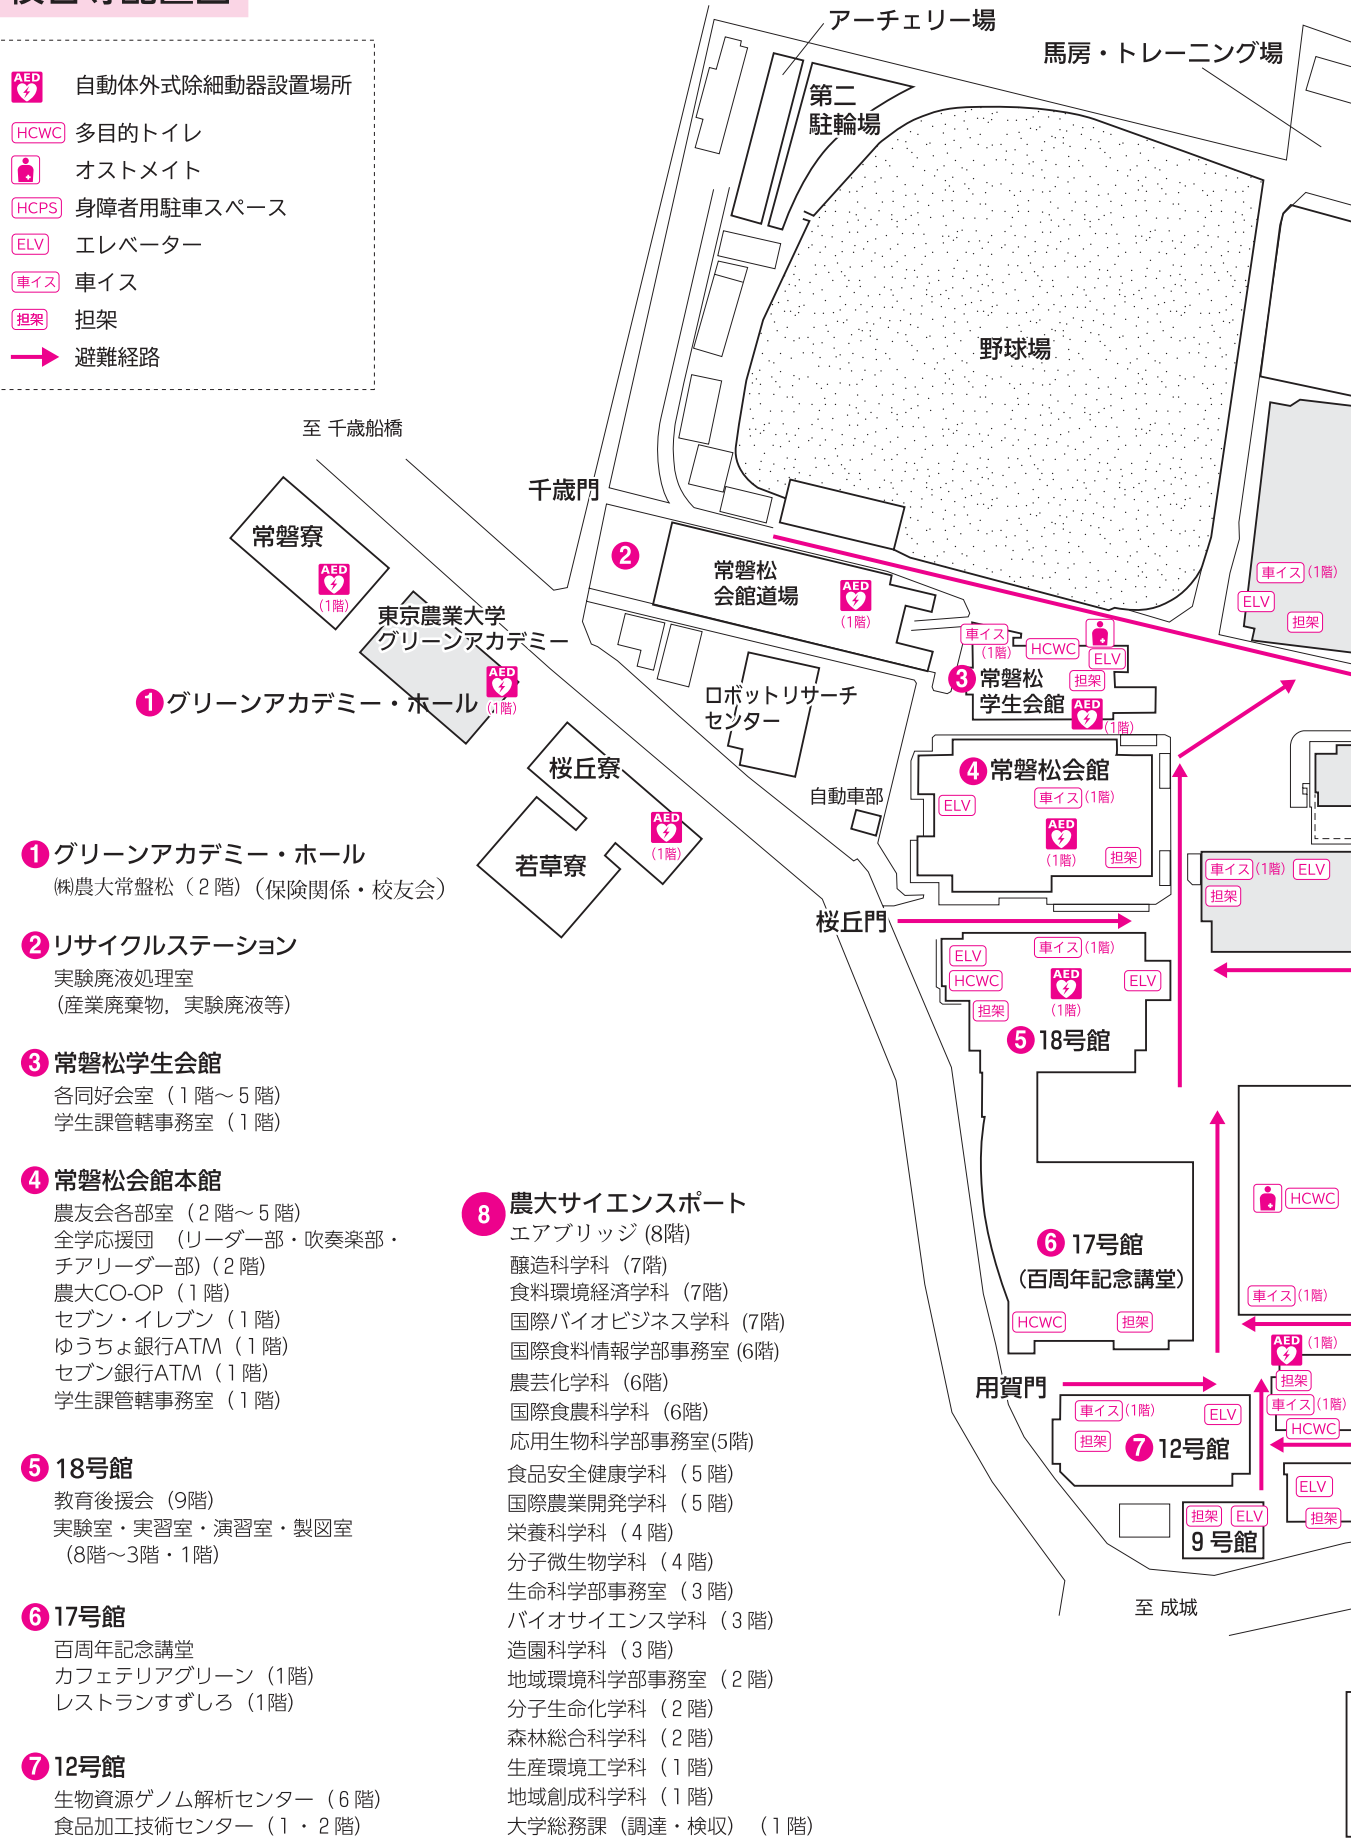 AED 自動体外式除細動器設置場所
HCWC 多目的トイレ
オストメイト
HCPS 身障者用駐車スペース
ELV エレベーター
車イス 車イス
担架 担架
避難経路
アーチェリー場
馬房・トレーニング場
第二
駐輪場
野球場
至 千歳船橋
千歳門
常磐寮
AED
(1階)
2
常磐松
会館道場
AED
(1階)
車イス (1階)
ELV
担架
東京農業大学
グリーンアカデミー
AED
(1階)
1 グリーンアカデミー・ホール
車イス
(1階)
HCWC
ELV
担架
3 常磐松
学生会館
AED
(1階)
ロボットリサーチ
センター
桜丘寮
AED
(1階)
若草寮
自動車部
4 常磐松会館
ELV
車イス (1階)
AED
(1階)
担架
車イス (1階) ELV
担架
桜丘門
ELV
車イス (1階)
HCWC
AED
(1階)
ELV
担架
5 18号館
HCWC
6 17号館
(百周年記念講堂)
HCWC
担架
車イス (1階)
AED (1階)
担架
車イス (1階)
HCWC
用賀門
車イス (1階)
ELV
担架
7 12号館
ELV
担架
担架 ELV
9 号館
至 成城
1 グリーンアカデミー・ホール
㈱農大常盤松（２階）（保険関係・校友会）
2 リサイクルステーション
実験廃液処理室
(産業廃棄物，実験廃液等)
3 常磐松学生会館
各同好会室（１階〜５階)
学生課管轄事務室（１階)
4 常磐松会館本館
農友会各部室（２階〜５階)
全学応援団　（リーダー部・吹奏楽部・
チアリーダー部)（２階)
農大CO-OP（１階)
セブン・イレブン（１階)
ゆうちょ銀行ATM（１階)
セブン銀行ATM（１階)
学生課管轄事務室（１階)
5 18号館
教育後援会（9階)
実験室・実習室・演習室・製図室
（8階〜3階・1階)
6 17号館
百周年記念講堂
カフェテリアグリーン（1階)
レストランすずしろ（1階)
7 12号館
生物資源ゲノム解析センター（６階)
食品加工技術センター（１・２階)
8 農大サイエンスポート
エアブリッジ (8階)
醸造科学科（7階)
食料環境経済学科（7階)
国際バイオビジネス学科 (7階)
国際食料情報学部事務室 (6階)
農芸化学科（6階)
国際食農科学科（6階)
応用生物科学部事務室(5階)
食品安全健康学科（５階)
国際農業開発学科（５階)
栄養科学科（４階)
分子微生物学科（４階)
生命科学部事務室（３階)
バイオサイエンス学科（３階)
造園科学科（３階)
地域環境科学部事務室（２階)
分子生命化学科（２階)
森林総合科学科（２階)
生産環境工学科（１階)
地域創成科学科（１階)
大学総務課（調達・検収）（１階)